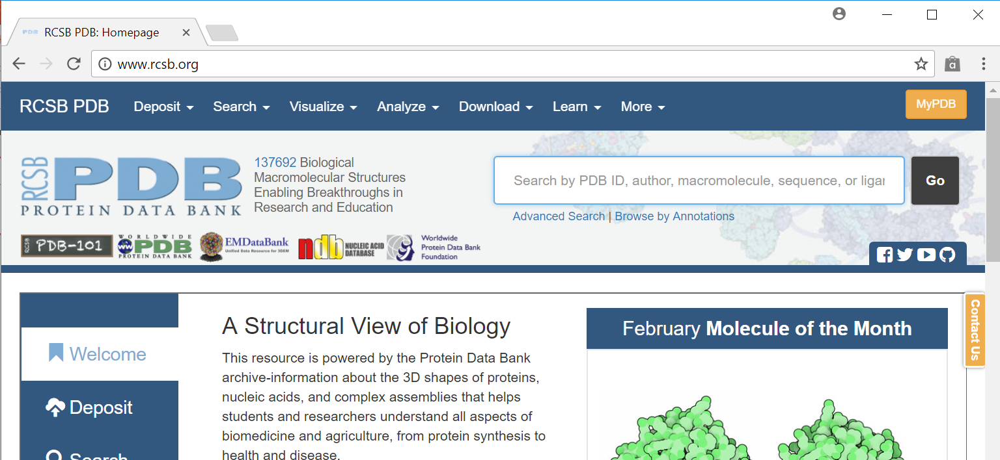 PDB RCSB PDB: Homepage
www.rcsb.org
a
RCSB PDB Deposit Search Visualize Analyze Download Learn More MyPDB
RCSB PDB
PROTEIN DATA BANK
137692 Biological
Macromolecular Structures
Enabling Breakthroughs in
Research and Education
Search by PDB ID, author, macromolecule, sequence, or ligar
Go
Advanced Search | Browse by Annotations
RCSB PDB-101
WORLDWIDE
www PDB
PROTEIN DATA BANK
EMDataBank
Unified Data Resource for 3DEM
ndb NUCLEIC ACID
DATABASE
Worldwide
Protein Data Bank
Foundation
Contact Us
Welcome
Deposit
Search
A Structural View of Biology
This resource is powered by the Protein Data Bank
archive-information about the 3D shapes of proteins,
nucleic acids, and complex assemblies that helps
students and researchers understand all aspects of
biomedicine and agriculture, from protein synthesis to
health and disease.
February Molecule of the Month